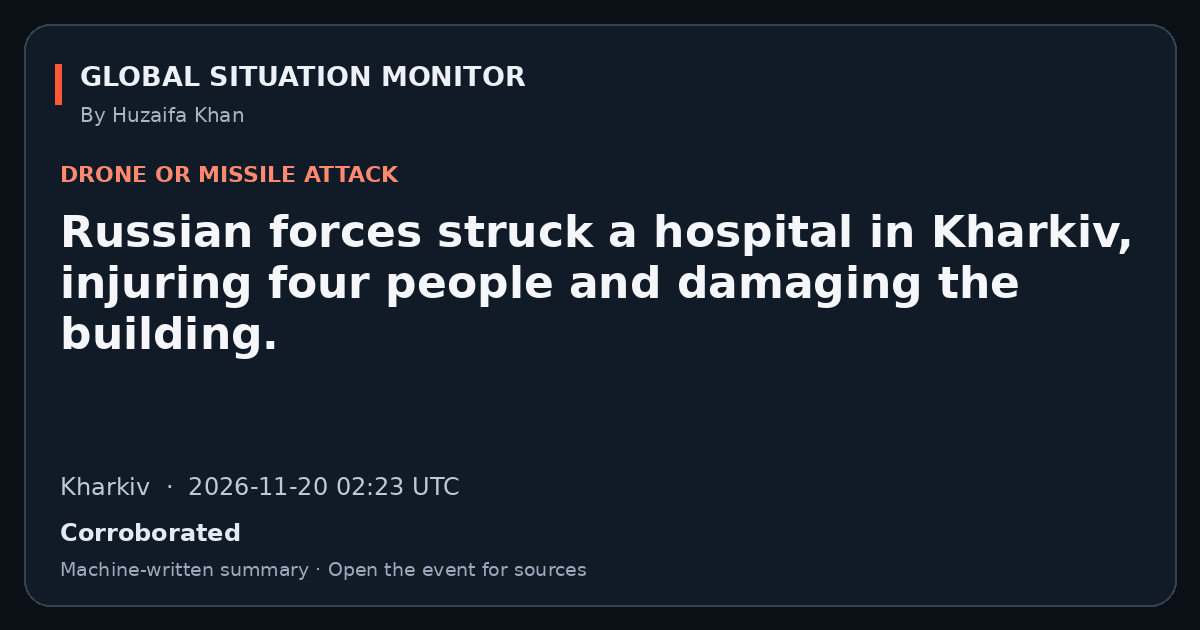 GLOBAL SITUATION MONITOR
By Huzaifa Khan
DRONE OR MISSILE ATTACK
Russian forces struck a hospital in Kharkiv,
injuring four people and damaging the
building.
Kharkiv · 2026-11-20 02:23 UTC
Corroborated
Machine-written summary · Open the event for sources